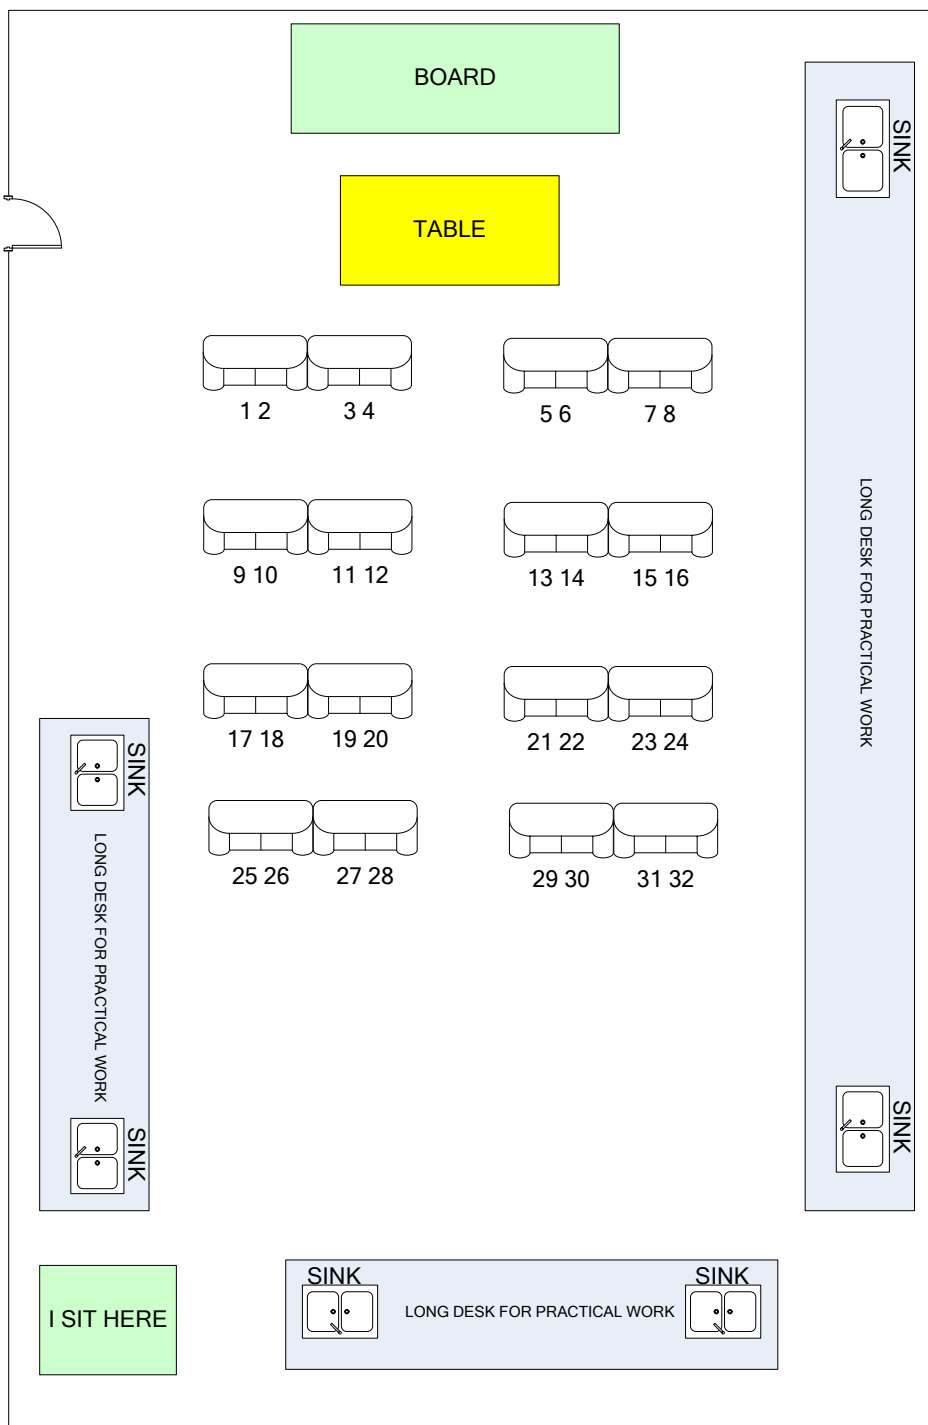 BOARD
SINK
TABLE
1 2
3 4
5 6
7 8
9 10
11 12
13 14
15 16
LONG DESK FOR PRACTICAL WORK
17 18
19 20
21 22
23 24
SINK
25 26
27 28
29 30
31 32
LONG DESK FOR PRACTICAL WORK
SINK
SINK
SINK
SINK
I SIT HERE
LONG DESK FOR PRACTICAL WORK